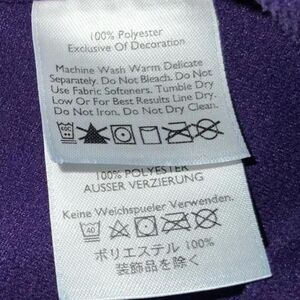 100% Polyester
Exclusive Of Decoration
Machine Wash Warm Delicate
Separately. Do Not Bleach. Do Not
Use Fabric Softeners. Tumble Dry
Low Or For Best Results Line Dry.
Do Not Iron. Do Not Dry Clean.
100% POLYESTER
AUSSER VERZIERUNG
Keine Weichspueler Verwenden.
40
ポリエステル 100%
装飾品を除く